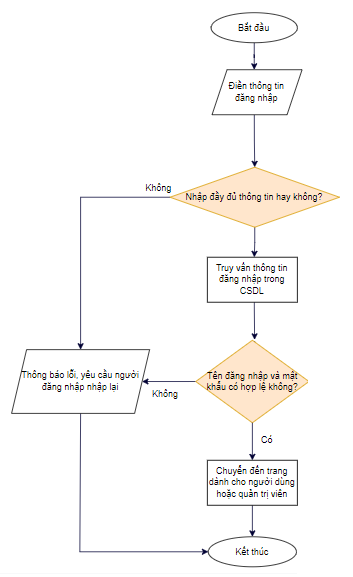 Bắt đầu
Điền thông tin
đăng nhập
Không
Nhập đầy đủ thông tin hay không?
Truy vấn thông tin
đăng nhập trong
CSDL
Thông báo lỗi, yêu cầu người
đăng nhập nhập lại
Không
Tên đăng nhập và mật
khẩu có hợp lệ không?
Có
Chuyển đến trang
dành cho người dùng
hoặc quản trị viên
Kết thúc